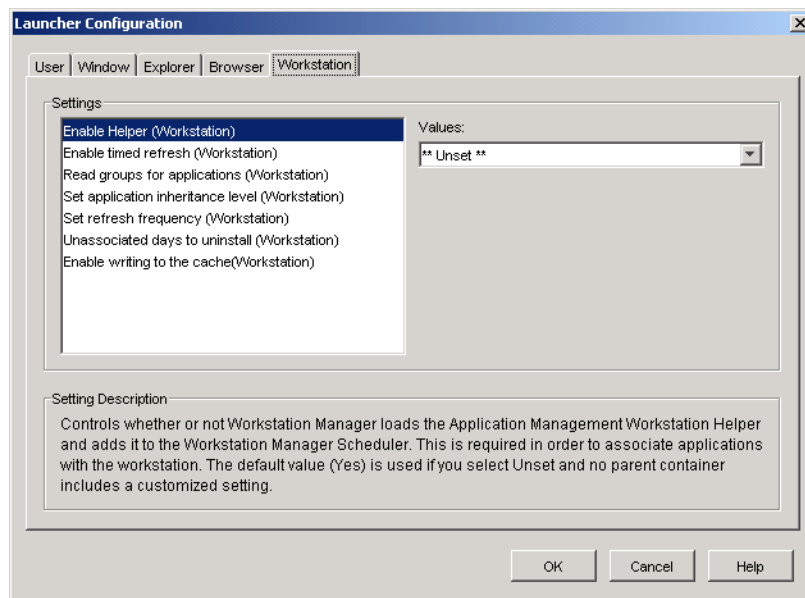 Launcher Configuration
User
Window
Explorer
Browser
Workstation
Settings
Enable Helper (Workstation)
Enable timed refresh (Workstation)
Read groups for applications (Workstation)
Set application inheritance level (Workstation)
Set refresh frequency (Workstation)
Unassociated days to uninstall (Workstation)
Enable writing to the cache(Workstation)
Values:
** Unset **
Setting Description
Controls whether or not Workstation Manager loads the Application Management Workstation Helper
and adds it to the Workstation Manager Scheduler. This is required in order to associate applications
with the workstation. The default value (Yes) is used if you select Unset and no parent container
includes a customized setting.
OK
Cancel
Help